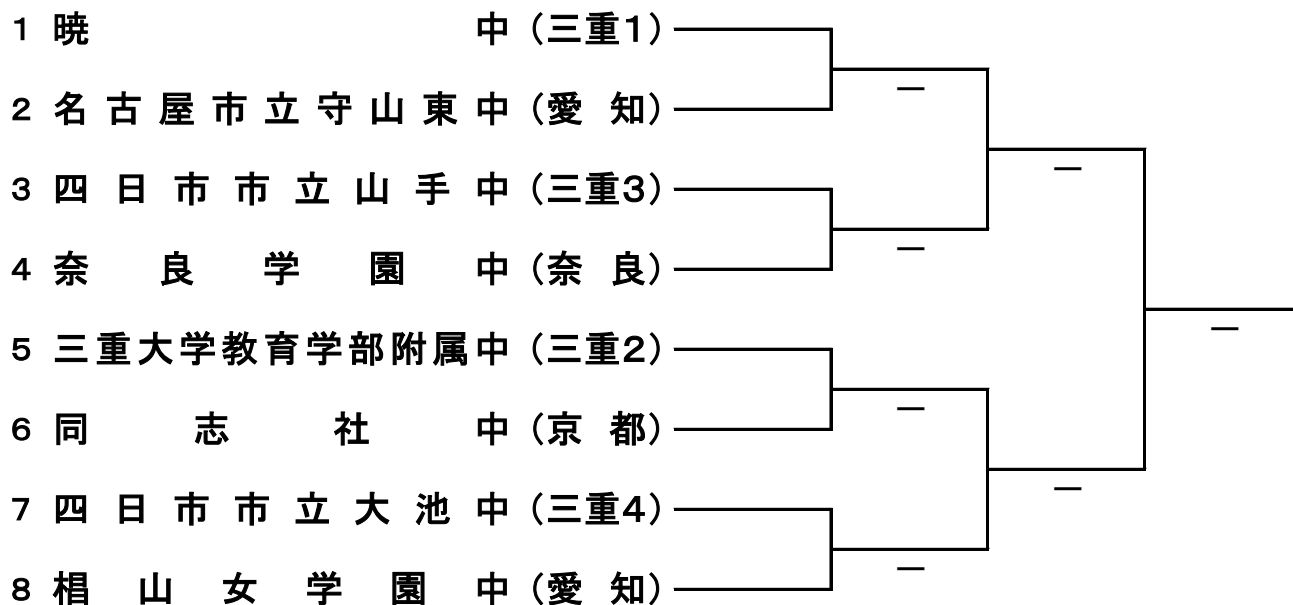 1 暁 中 (三重1)
2 名古屋市立守山東中 (愛知)
3 四日市市立山手中 (三重3)
4 奈良学園中 (奈良)
5 三重大学教育学部附属中 (三重2)
6 同志社中 (京都)
7 四日市市立大池中 (三重4)
8 椙山女学園中 (愛知)